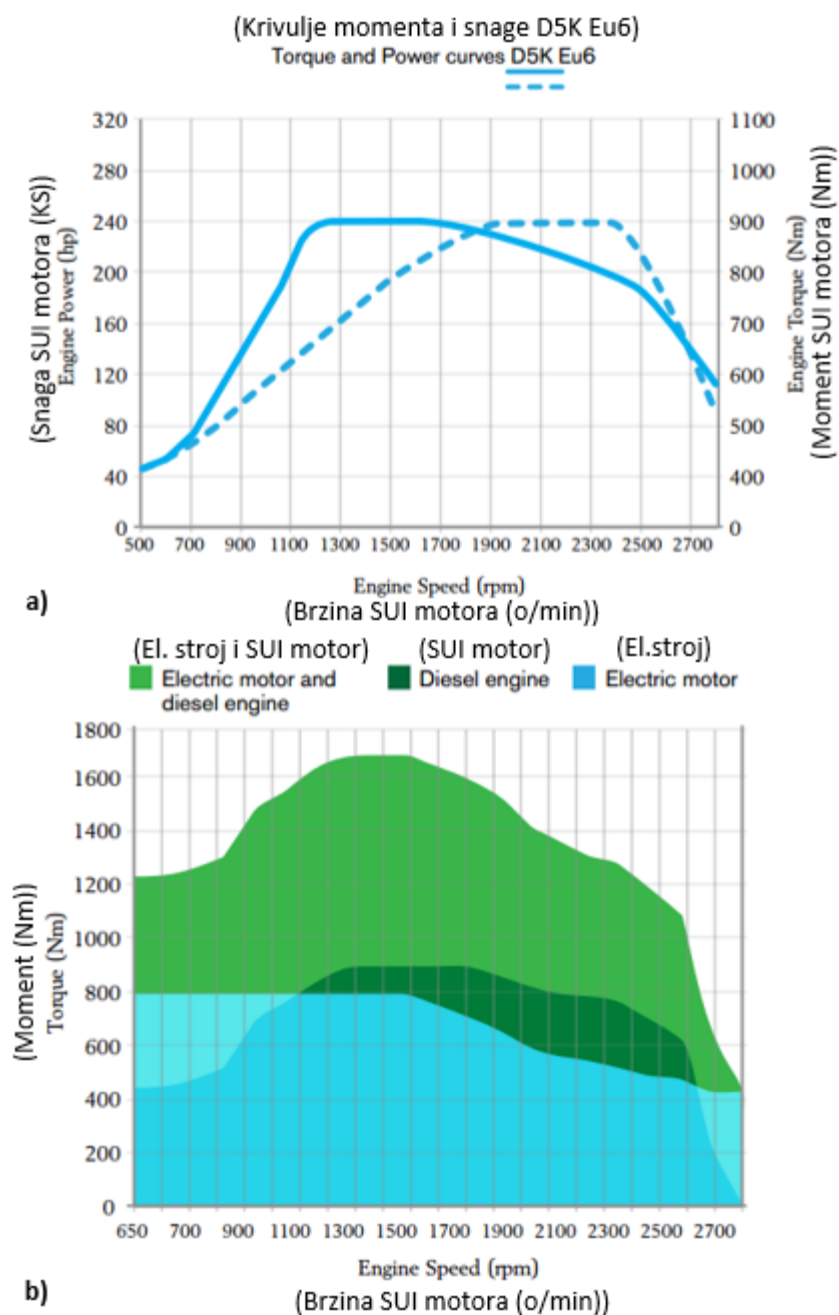 (Krivulje momenta i snage D5K Eu6)
Torque and Power curves D5K Eu6
320
280
240
200
160
120
80
40
0
(Snaga SUI motora (KS))
Engine Power (hp)
1100
1000
900
800
700
600
500
400
0
Engine Torque (Nm)
(Moment SUI motora (Nm))
500 700 900 1100 1300 1500 1700 1900 2100 2300 2500 2700
Engine Speed (rpm)
a)
(Brzina SUI motora (o/min))
(El. stroj i SUI motor) (SUI motor) (El.stroj)
Electric motor and diesel engine
Diesel engine
Electric motor
1800
1600
1400
1200
1000
800
600
400
200
0
(Moment (Nm))
Torque (Nm)
650 700 900 1100 1300 1500 1700 1900 2100 2300 2500 2700
Engine Speed (rpm)
b)
(Brzina SUI motora (o/min))